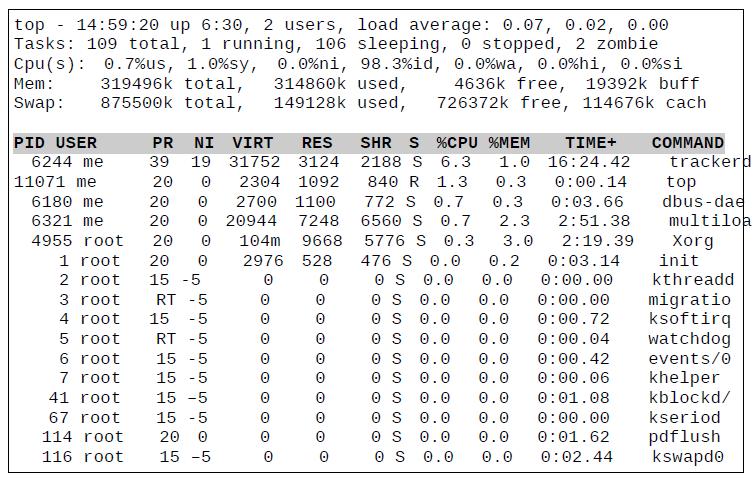 top - 14:59:20 up 6:30, 2 users, load average: 0.07, 0.02, 0.00
Tasks: 109 total, 1 running, 106 sleeping, 0 stopped, 2 zombie
Cpu(s): 0.7%us, 1.0%sy, 0.0%ni, 98.3%id, 0.0%wa, 0.0%hi, 0.0%si
Mem: 319496k total, 314860k used, 4636k free, 19392k buff
Swap: 875500k total, 149128k used, 726372k free, 114676k cach
PID USER PR NI VIRT RES SHR S %CPU %MEM TIME+ COMMAND
6244 me 39 19 31752 3124 2188 S 6.3 1.0 16:24.42 trackerd
11071 me 20 0 2304 1092 840 R 1.3 0.3 0:00.14 top
6180 me 20 0 2700 1100 772 S 0.7 0.3 0:03.66 dbus-dae
6321 me 20 0 20944 7248 6560 S 0.7 2.3 2:51.38 multiloa
4955 root 20 0 104m 9668 5776 S 0.3 3.0 2:19.39 Xorg
1 root 20 0 2976 528 476 S 0.0 0.2 0:03.14 init
2 root 15 -5 0 0 0 S 0.0 0.0 0:00.00 kthreadd
3 root RT -5 0 0 0 S 0.0 0.0 0:00.00 migratio
4 root 15 -5 0 0 0 S 0.0 0.0 0:00.72 ksoftirq
5 root RT -5 0 0 0 S 0.0 0.0 0:00.04 watchdog
6 root 15 -5 0 0 0 S 0.0 0.0 0:00.42 events/0
7 root 15 -5 0 0 0 S 0.0 0.0 0:00.06 khelper
41 root 15 –5 0 0 0 S 0.0 0.0 0:01.08 kblockd/
67 root 15 -5 0 0 0 S 0.0 0.0 0:00.00 kseriod
114 root 20 0 0 0 0 S 0.0 0.0 0:01.62 pdflush
116 root 15 –5 0 0 0 S 0.0 0.0 0:02.44 kswapd0